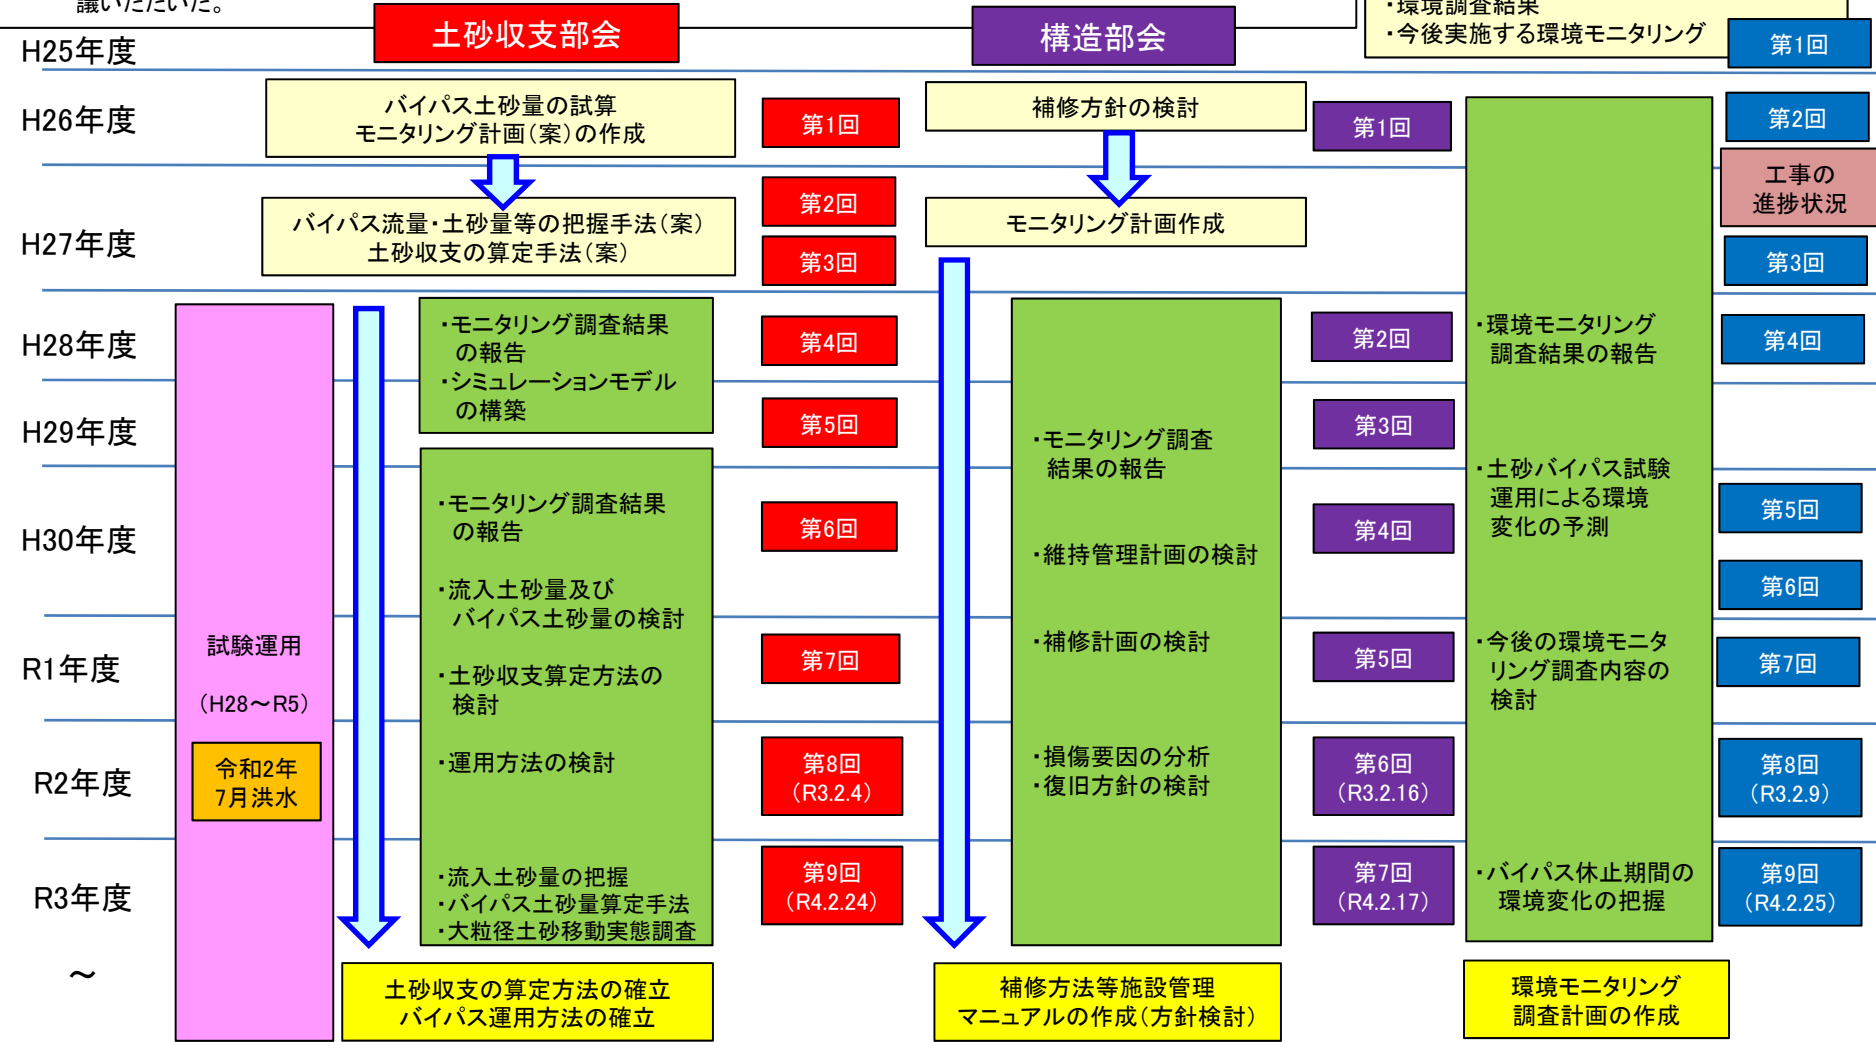 議いただいた。
・環境調査結果
・今後実施する環境モニタリング
土砂収支部会
構造部会
第1回
H25年度
H26年度
バイパス土砂量の試算
モニタリング計画(案)の作成
第1回
補修方針の検討
第1回
第2回
工事の
進捗状況
H27年度
バイパス流量・土砂量等の把握手法(案)
土砂収支の算定手法(案)
第2回
第3回
モニタリング計画作成
第3回
H28年度
・モニタリング調査結果
の報告
・シミュレーションモデル
の構築
第4回
第2回
・環境モニタリング
調査結果の報告
第4回
H29年度
第5回
第3回
・モニタリング調査
結果の報告
・土砂バイパス試験
運用による環境
変化の予測
H30年度
・モニタリング調査結果
の報告
第6回
・維持管理計画の検討
第4回
第5回
第6回
・流入土砂量及び
バイパス土砂量の検討
試験運用
(H28～R5)
R1年度
・土砂収支算定方法の
検討
第7回
・補修計画の検討
第5回
・今後の環境モニタ
リング調査内容の
検討
第7回
R2年度
令和2年
7月洪水
・運用方法の検討
第8回
(R3.2.4)
・損傷要因の分析
・復旧方針の検討
第6回
(R3.2.16)
第8回
(R3.2.9)
R3年度
・流入土砂量の把握
・バイパス土砂量算定手法
・大粒径土砂移動実態調査
第9回
(R4.2.24)
第7回
(R4.2.17)
・バイパス休止期間の
環境変化の把握
第9回
(R4.2.25)
～
土砂収支の算定方法の確立
バイパス運用方法の確立
補修方法等施設管理
マニュアルの作成(方針検討)
環境モニタリング
調査計画の作成